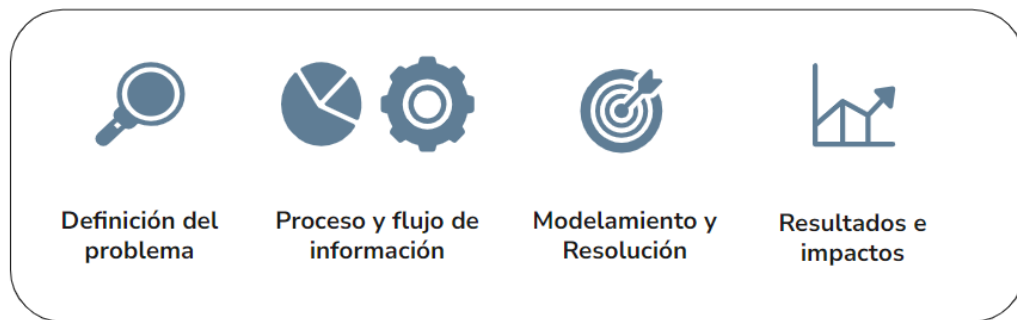 Definición del
problema
Proceso y flujo de
información
Modelamiento y
Resolución
Resultados e
impactos